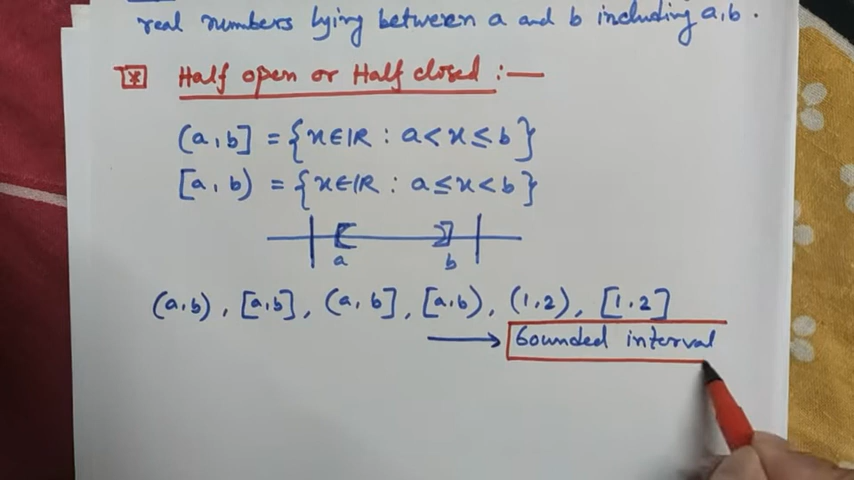 real numbers lying between a and b including a,b.
* Half open or Half closed :—
(a,b] = {x∈ℝ : a<x≤b}
[a,b) = {x∈ℝ : a≤x<b}
a b
(a,b), [a,b], (a,b], [a,b), (1,2), [1,2]
→ bounded interval